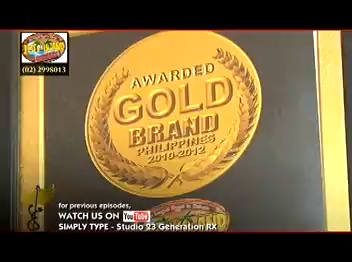 (02) 2998013
AWARDED
GOLD
BRAND
PHILIPPINES
2010-2012
for previous episodes,
WATCH US ON YouTube
SIMPLY TYPE - Studio 23 Generation RX